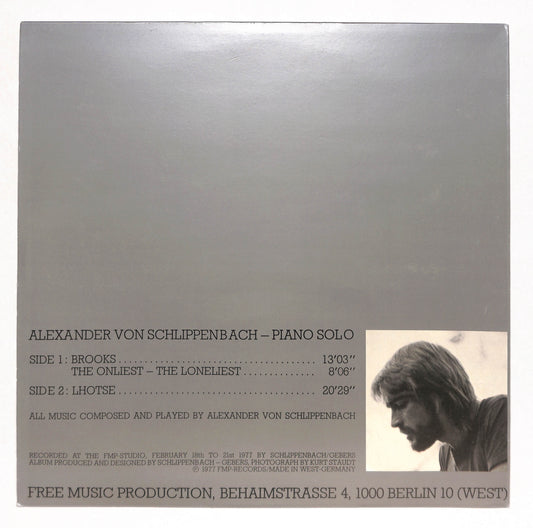 ALEXANDER VON SCHLIPPENBACH – PIANO SOLO
SIDE 1: BROOKS.................................... 13'03"
THE ONLIEST – THE LONELIEST.............. 8'06"
SIDE 2: LHOTSE.................................... 20'29"
ALL MUSIC COMPOSED AND PLAYED BY ALEXANDER VON SCHLIPPENBACH
RECORDED AT THE FMP-STUDIO, FEBRUARY 18th TO 21st 1977 BY SCHLIPPENBACH/GEBERS
ALBUM PRODUCED AND DESIGNED BY SCHLIPPENBACH – GEBERS, PHOTOGRAPH BY KURT STAUDT
Ⓟ 1977 FMP-RECORDS/MADE IN WEST-GERMANY
FREE MUSIC PRODUCTION, BEHAIMSTRASSE 4, 1000 BERLIN 10 (WEST)